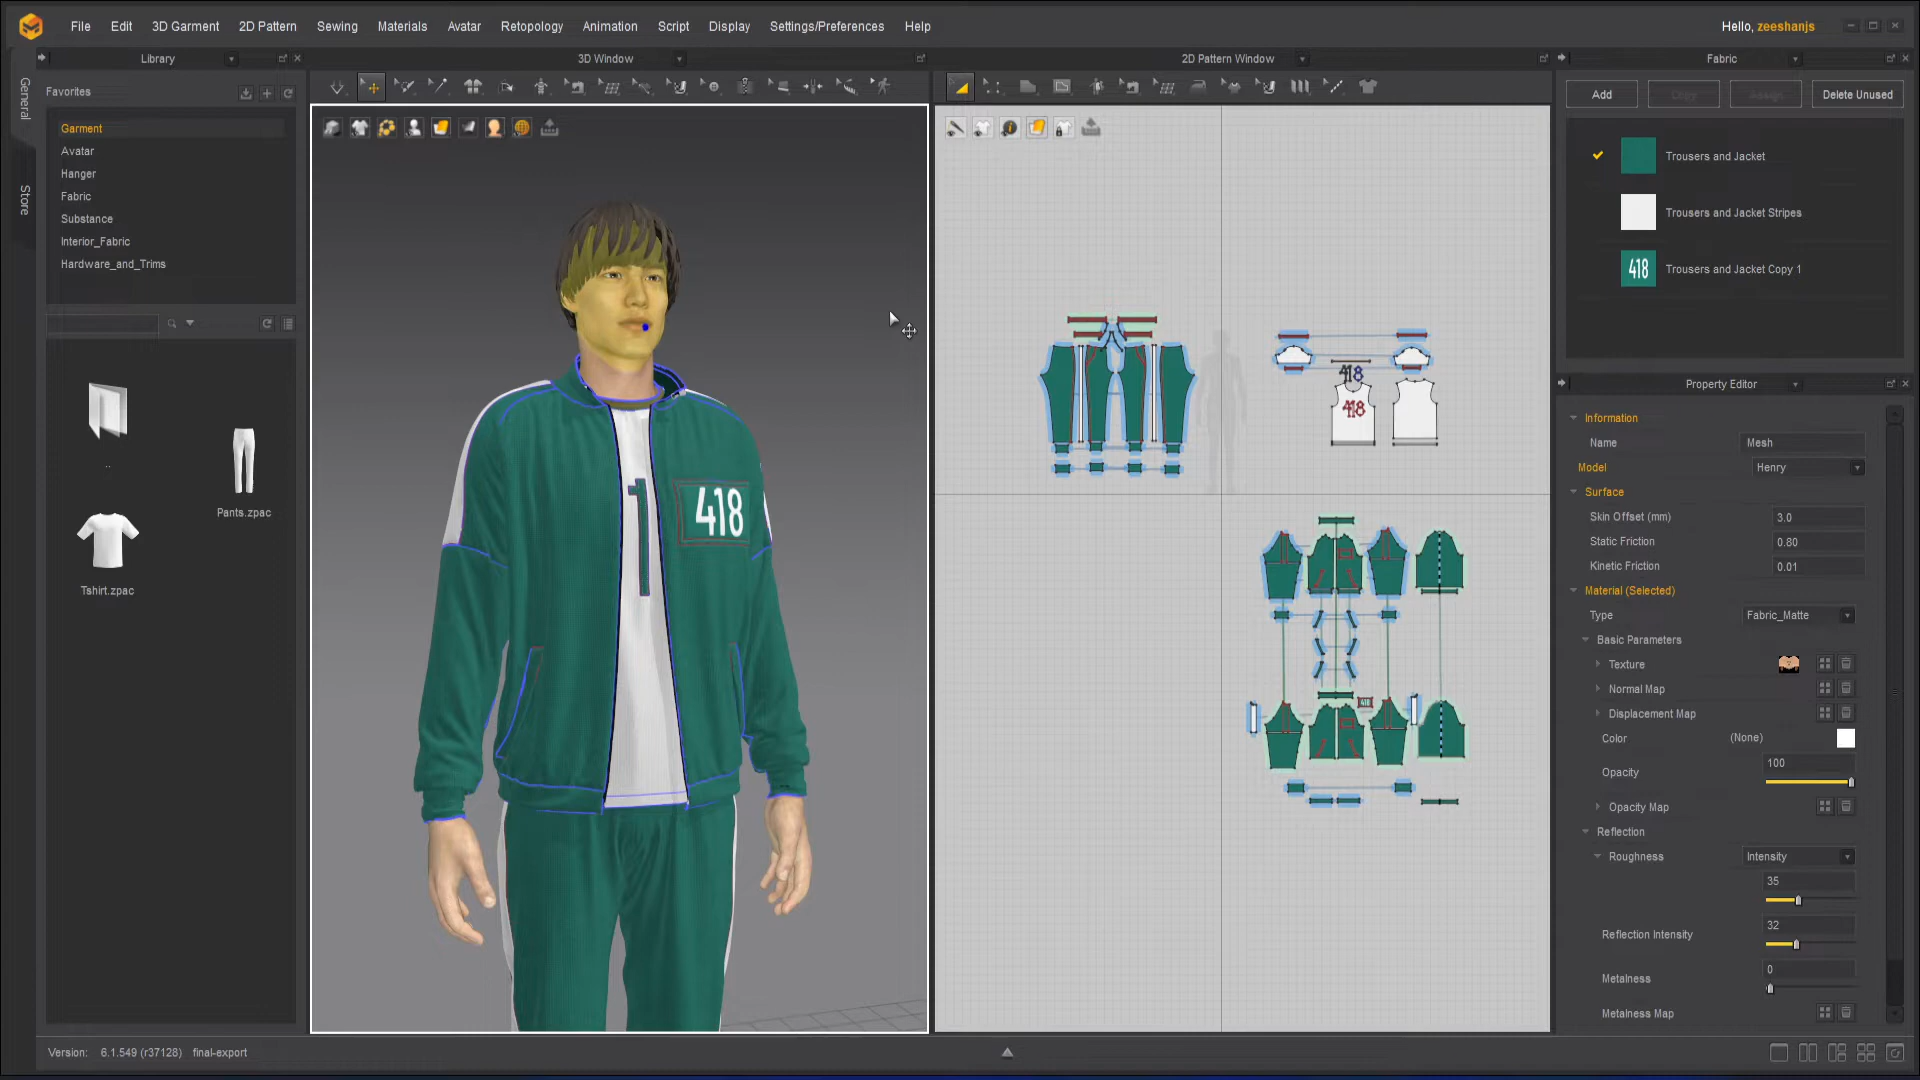 File Edit 3D Garment 2D Pattern Sewing Materials Avatar Retopology Animation Script Display Settings/Preferences Help
Hello, zeeshanjs
General
Store
Library
3D Window
2D Pattern Window
Fabric
Favorites
Garment
Avatar
Hanger
Fabric
Substance
Interior_Fabric
Hardware_and_Trims
..
Pants.zpac
Tshirt.zpac
1
418
418
418
418
Add Copy Assign Delete Unused
Trousers and Jacket
Trousers and Jacket Stripes
418 Trousers and Jacket Copy 1
Property Editor
Information
Name Mesh
Model Henry
Surface
Skin Offset (mm) 3.0
Static Friction 0.80
Kinetic Friction 0.01
Material (Selected)
Type Fabric_Matte
Basic Parameters
Texture
Normal Map
Displacement Map
Color (None)
Opacity 100
Opacity Map
Reflection
Roughness Intensity
35
Reflection Intensity 32
Metalness 0
Metalness Map
Version: 6.1.549 (r37128) final-export